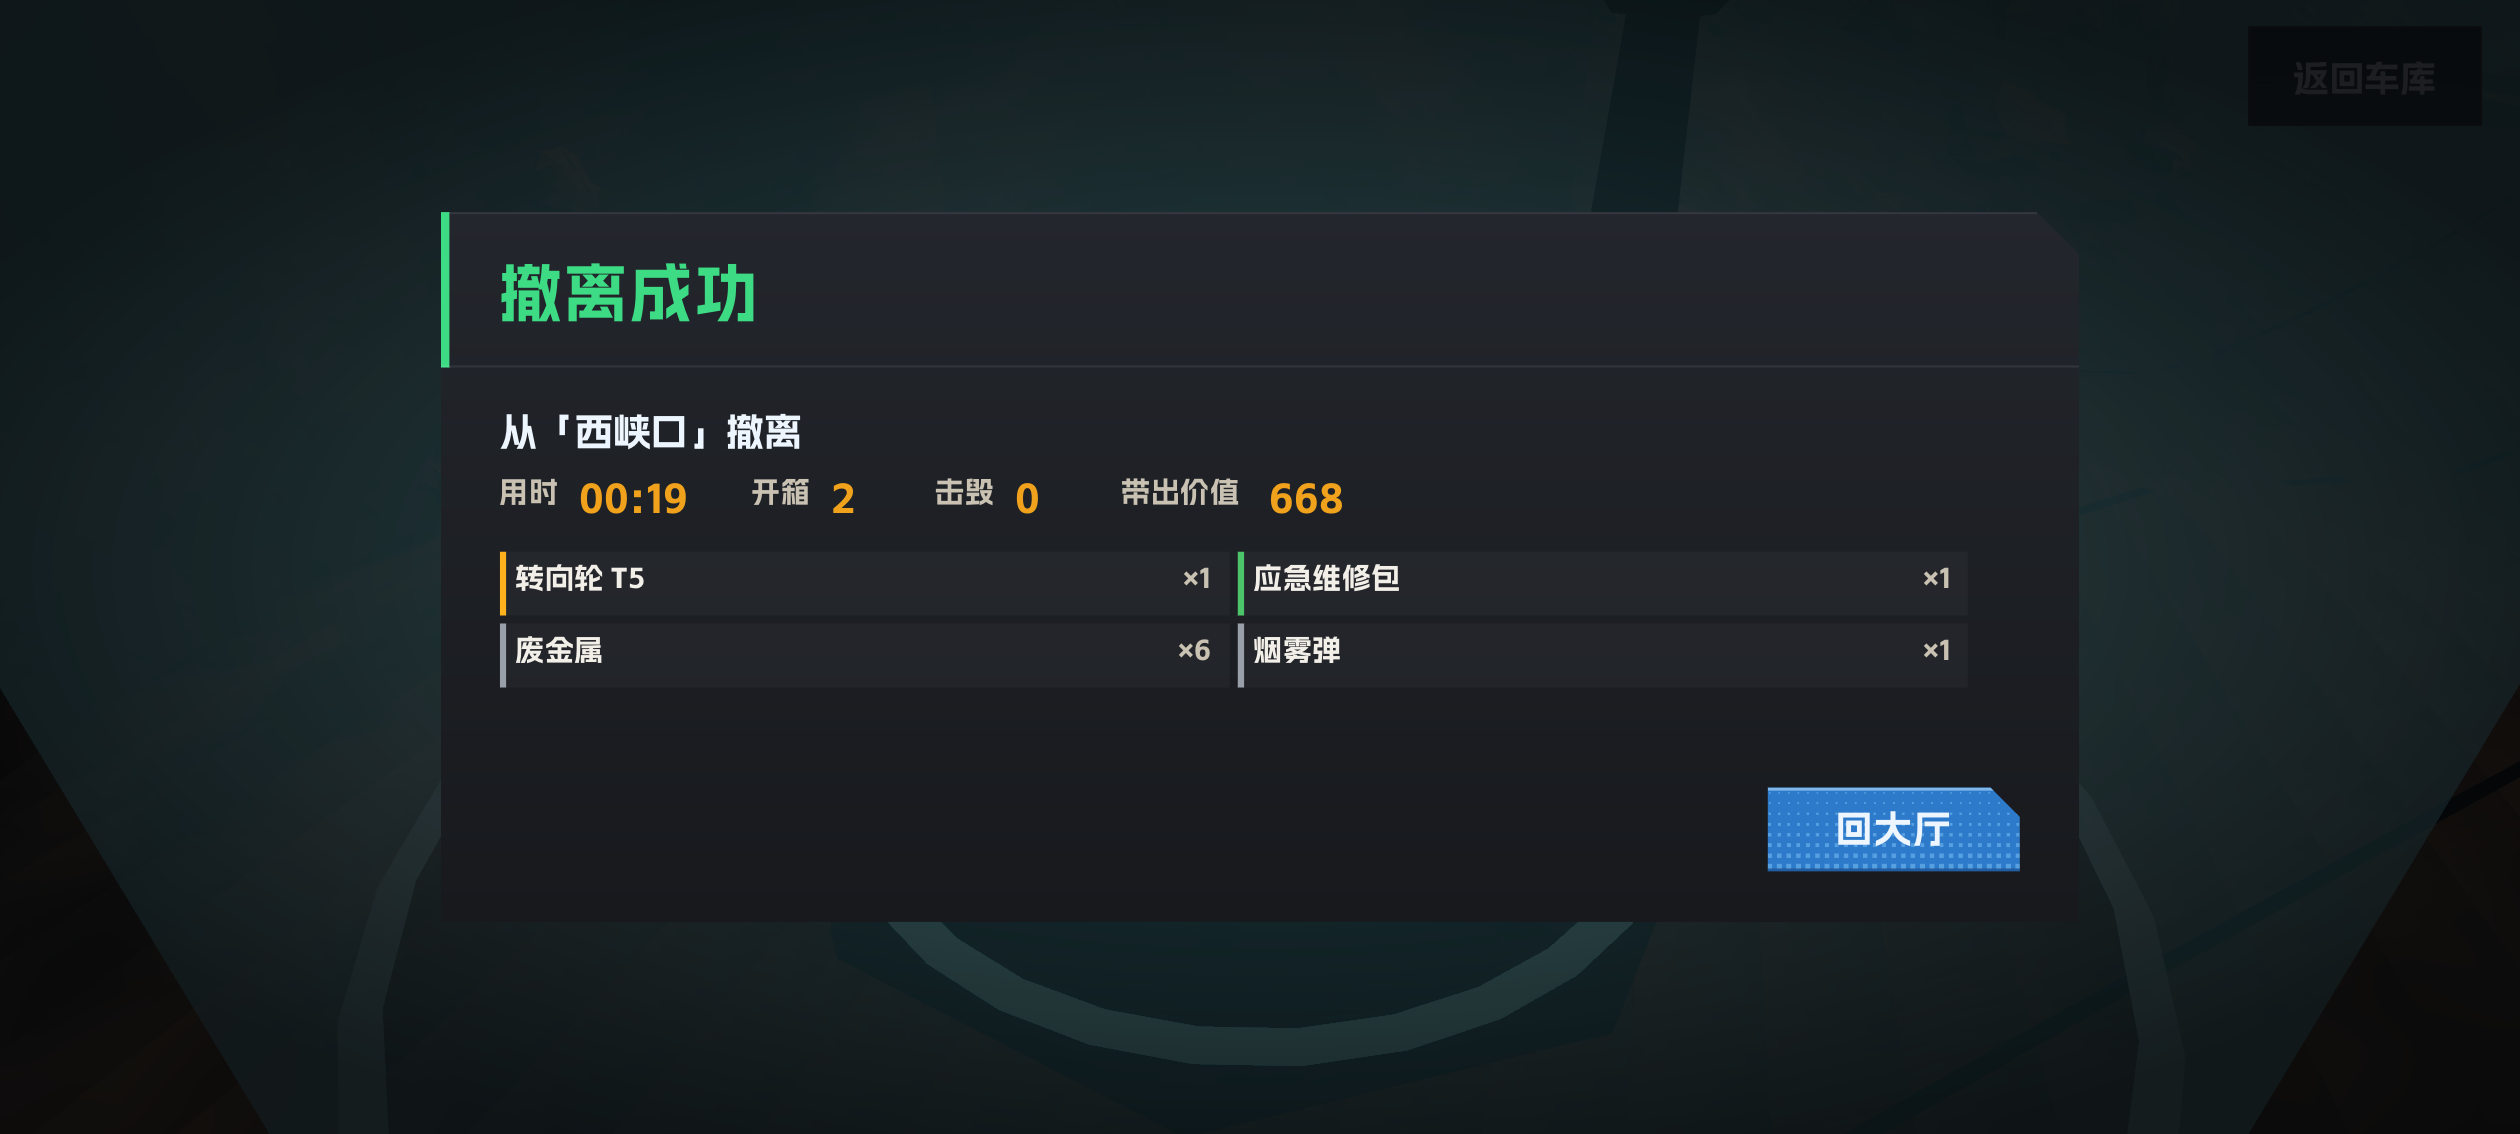 返回车库
撤离成功
从「西峡口」撤离
用时 00:19 开箱 2 击毁 0 带出价值 668
转向轮 T5 ×1 应急维修包 ×1
废金属 ×6 烟雾弹 ×1
回大厅